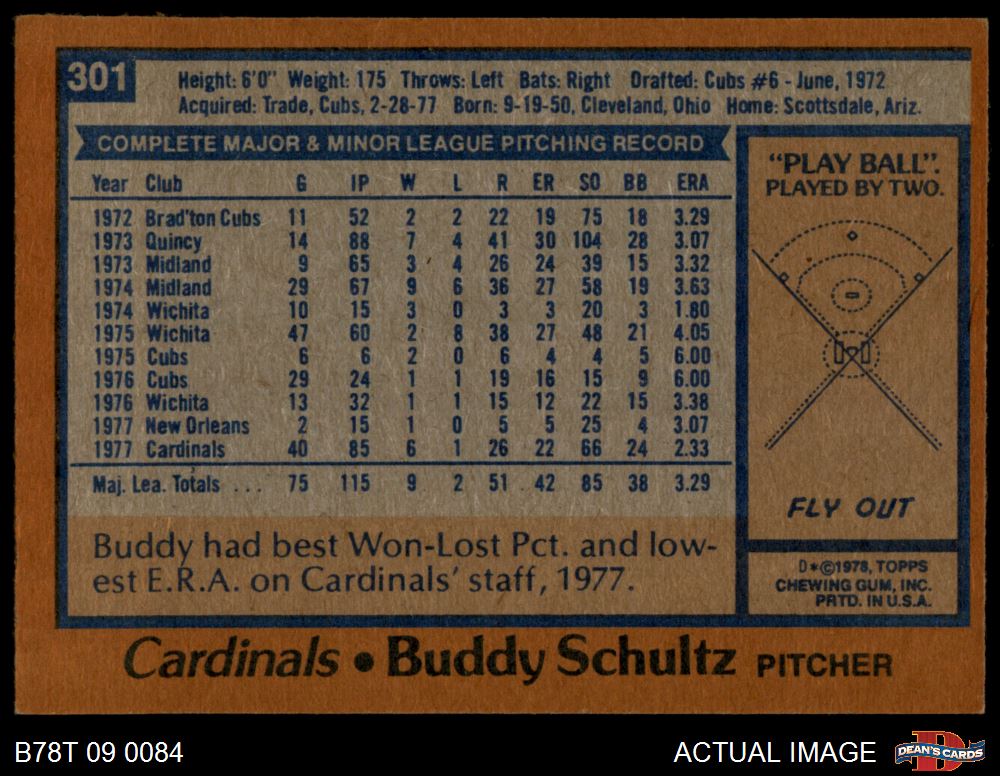 301
Height: 6'0" Weight: 175 Throws: Left Bats: Right Drafted: Cubs #6 - June, 1972
Acquired: Trade, Cubs, 2-28-77 Born: 9-19-50, Cleveland, Ohio Home: Scottsdale, Ariz.
COMPLETE MAJOR & MINOR LEAGUE PITCHING RECORD
Year Club G IP W L R ER SO BB ERA
1972 Brad'ton Cubs 11 52 2 2 22 19 75 18 3.29
1973 Quincy 14 88 7 4 41 30 104 28 3.07
1973 Midland 9 65 3 4 26 24 39 15 3.32
1974 Midland 29 67 9 6 36 27 58 19 3.63
1974 Wichita 10 15 3 0 3 3 20 3 1.80
1975 Wichita 47 60 2 8 38 27 48 21 4.05
1975 Cubs 6 6 2 0 6 4 4 5 6.00
1976 Cubs 29 24 1 1 19 16 15 9 6.00
1976 Wichita 13 32 1 1 15 12 22 15 3.38
1977 New Orleans 2 15 1 0 5 5 25 4 3.07
1977 Cardinals 40 85 6 1 26 22 66 24 2.33
Maj. Lea. Totals ... 75 115 9 2 51 42 85 38 3.29
Buddy had best Won-Lost Pct. and low-
est E.R.A. on Cardinals' staff, 1977.
"PLAY BALL".
PLAYED BY TWO.
FLY OUT
D*©1978, TOPPS
CHEWING GUM, INC.
PRTD. IN U.S.A.
Cardinals • Buddy Schultz PITCHER
B78T 09 0084
ACTUAL IMAGE
DEAN'S CARDS